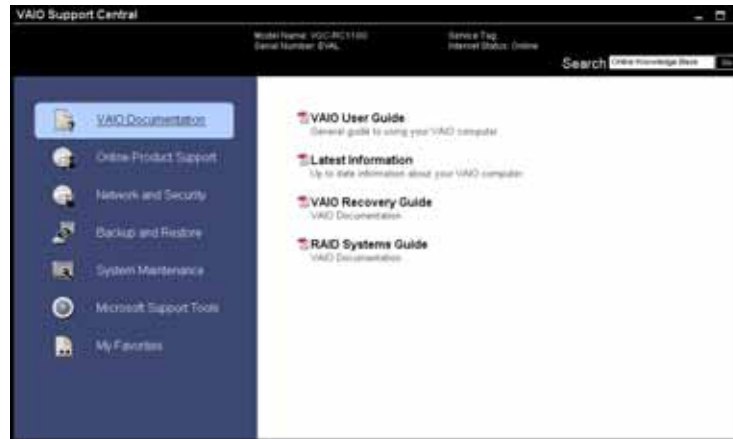 VAIO Support Central
Model Name: VGC-RC1100
Service Tag:
Serial Number: EVAL
Internet Status: Online
Search Online Knowledge Base Go
VAIO Documentation
Online Product Support
Network and Security
Backup and Restore
System Maintenance
Microsoft Support Tools
My Favorites
VAIO User Guide
General guide to using your VAIO computer
Latest Information
Up to date information about your VAIO computer
VAIO Recovery Guide
VAIO Documentation
RAID Systems Guide
VAIO Documentation